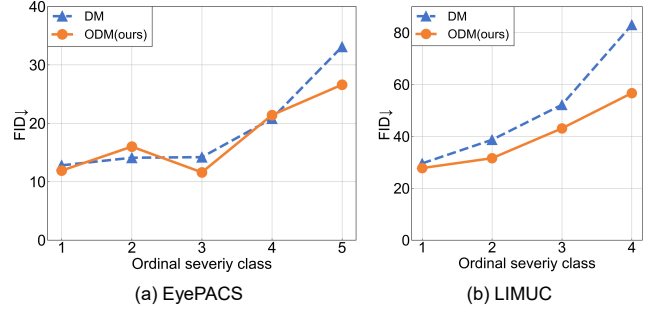 DM
ODM(ours)
FID↓
40
30
20
10
0
1 2 3 4 5
Ordinal severiy class
(a) EyePACS
DM
ODM(ours)
FID↓
80
60
40
20
0
1 2 3 4
Ordinal severiy class
(b) LIMUC